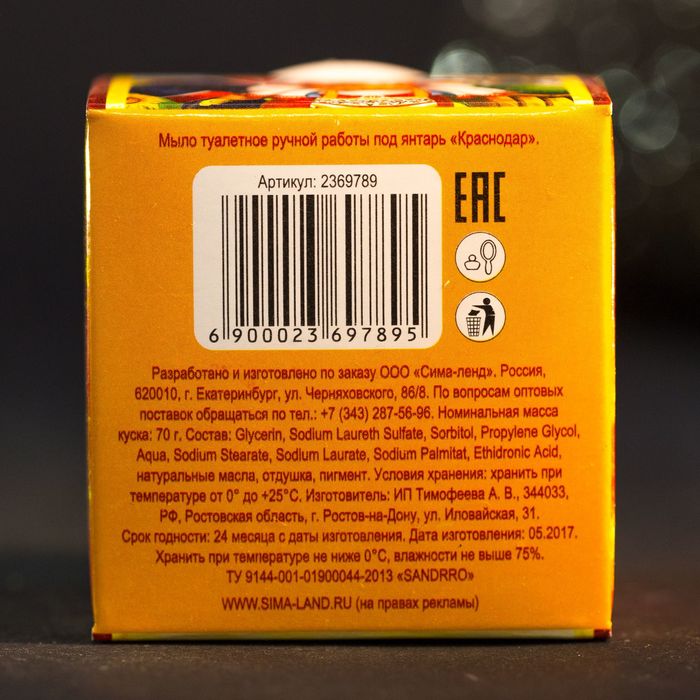 Мыло туалетное ручной работы под янтарь «Краснодар».
Артикул: 2369789
EAC
6 900023 697895
Разработано и изготовлено по заказу ООО «Сима-ленд». Россия,
620010, г. Екатеринбург, ул. Черняховского, 86/8. По вопросам оптовых
поставок обращаться по тел.: +7 (343) 287-56-96. Номинальная масса
куска: 70 г. Состав: Glycerin, Sodium Laureth Sulfate, Sorbitol, Propylene Glycol,
Aqua, Sodium Stearate, Sodium Laurate, Sodium Palmitat, Ethidronic Acid,
натуральные масла, отдушка, пигмент. Условия хранения: хранить при
температуре от 0° до +25°С. Изготовитель: ИП Тимофеева А. В., 344033,
РФ, Ростовская область, г. Ростов-на-Дону, ул. Иловайская, 31.
Срок годности: 24 месяца с даты изготовления. Дата изготовления: 05.2017.
Хранить при температуре не ниже 0°С, влажности не выше 75%.
ТУ 9144-001-01900044-2013 «SANDRRO»
WWW.SIMA-LAND.RU (на правах рекламы)